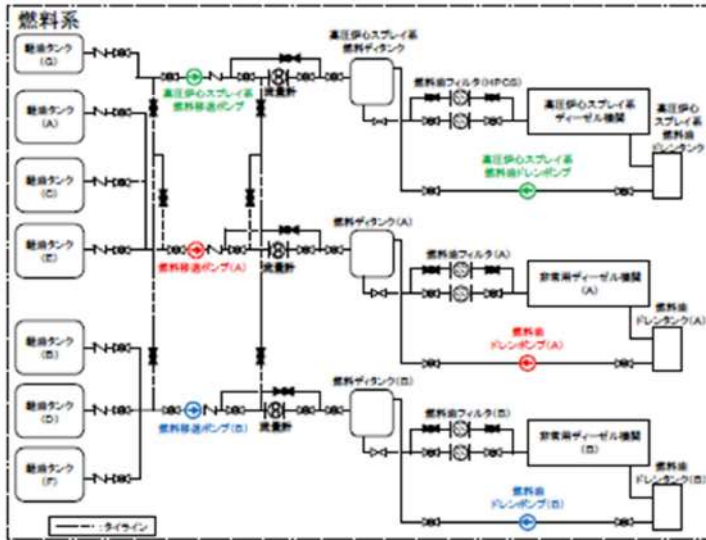 燃料系
軽油タンク
(G)
軽油タンク
(A)
軽油タンク
(C)
軽油タンク
(E)
軽油タンク
(B)
軽油タンク
(D)
軽油タンク
(F)
高圧炉心スプレイ系
燃料移送ポンプ
流量計
高圧炉心スプレイ系
燃料ディタンク
燃料油フィルタ(HPCS)
高圧炉心スプレイ系
ディーゼル機関
高圧炉心
スプレイ系
燃料油
ドレンタンク
高圧炉心スプレイ系
燃料油ドレンポンプ
燃料移送ポンプ(A)
流量計
燃料ディタンク(A)
燃料油フィルタ(A)
非常用ディーゼル機関
(A)
燃料油
ドレンタンク(A)
燃料油
ドレンポンプ(A)
燃料移送ポンプ(B)
流量計
燃料ディタンク(B)
燃料油フィルタ(B)
非常用ディーゼル機関
(B)
燃料油
ドレンタンク(B)
燃料油
ドレンポンプ(B)
:タイライン